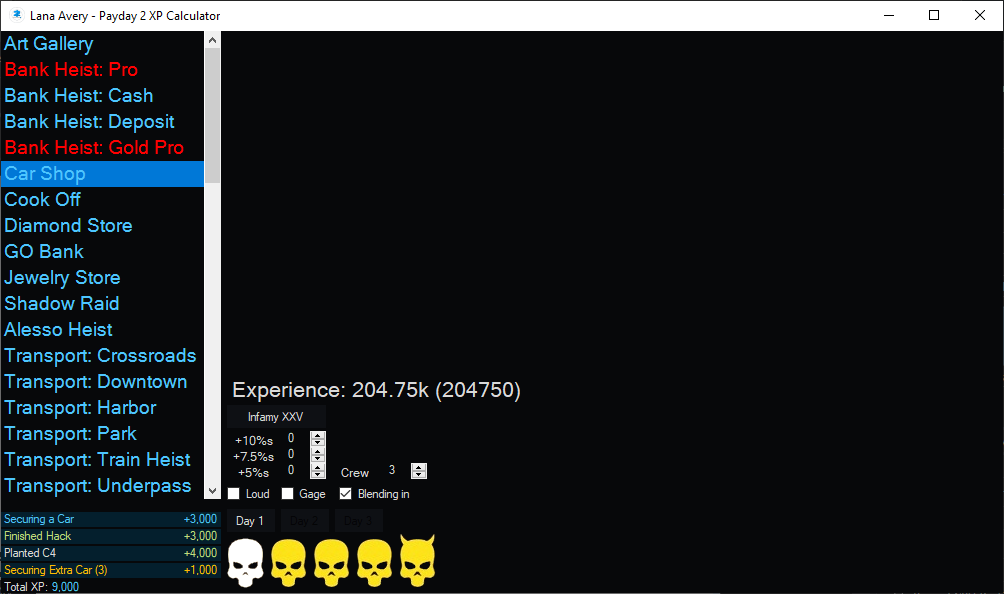 Lana Avery - Payday 2 XP Calculator
Art Gallery
Bank Heist: Pro
Bank Heist: Cash
Bank Heist: Deposit
Bank Heist: Gold Pro
Car Shop
Cook Off
Diamond Store
GO Bank
Jewelry Store
Shadow Raid
Alesso Heist
Transport: Crossroads
Transport: Downtown
Transport: Harbor
Transport: Park
Transport: Train Heist
Transport: Underpass
Securing a Car +3,000
Finished Hack +3,000
Planted C4 +4,000
Securing Extra Car (3) +1,000
Total XP: 9,000
Experience: 204.75k (204750)
Infamy XXV
+10%s 0
+7.5%s 0
+5%s 0 Crew 3
Loud Gage Blending in
Day 1 Day 2 Day 3